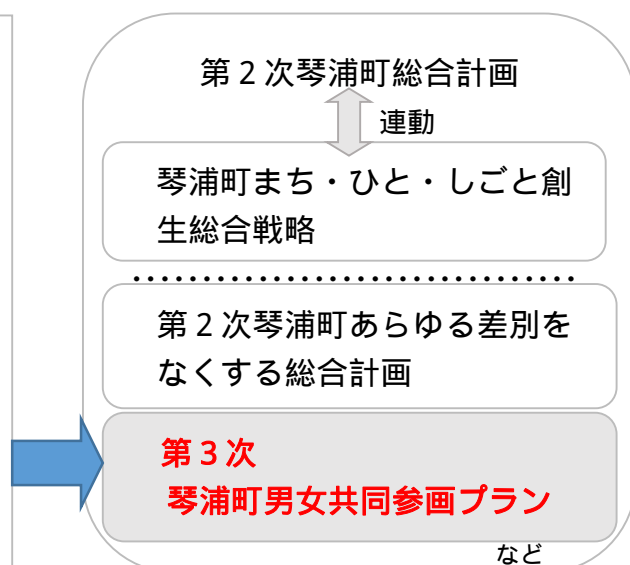 第２次琴浦町総合計画
連動
琴浦町まち・ひと・しごと創
生総合戦略
第２次琴浦町あらゆる差別を
なくする総合計画
第３次
琴浦町男女共同参画プラン
など